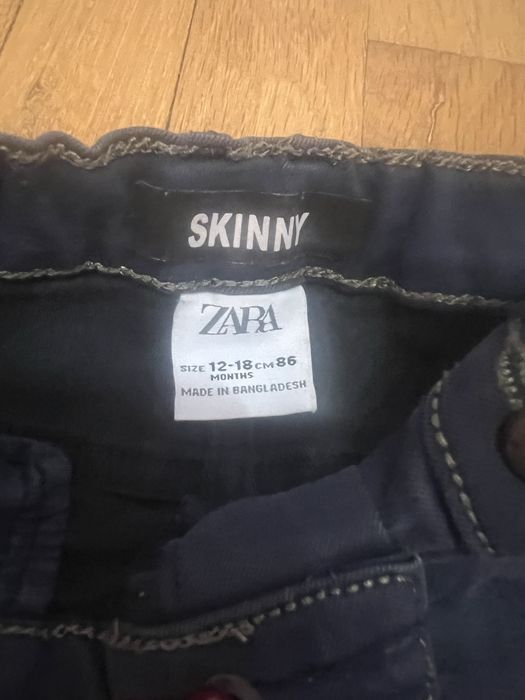 SKINNY
ZARA
SIZE 12-18 CM 86
MONTHS
MADE IN BANGLADESH